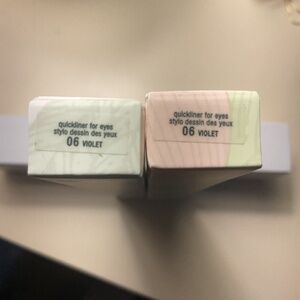 quickliner for eyes
stylo dessin des yeux
06 VIOLET
quickliner for eyes
stylo dessin des yeux
06 VIOLET